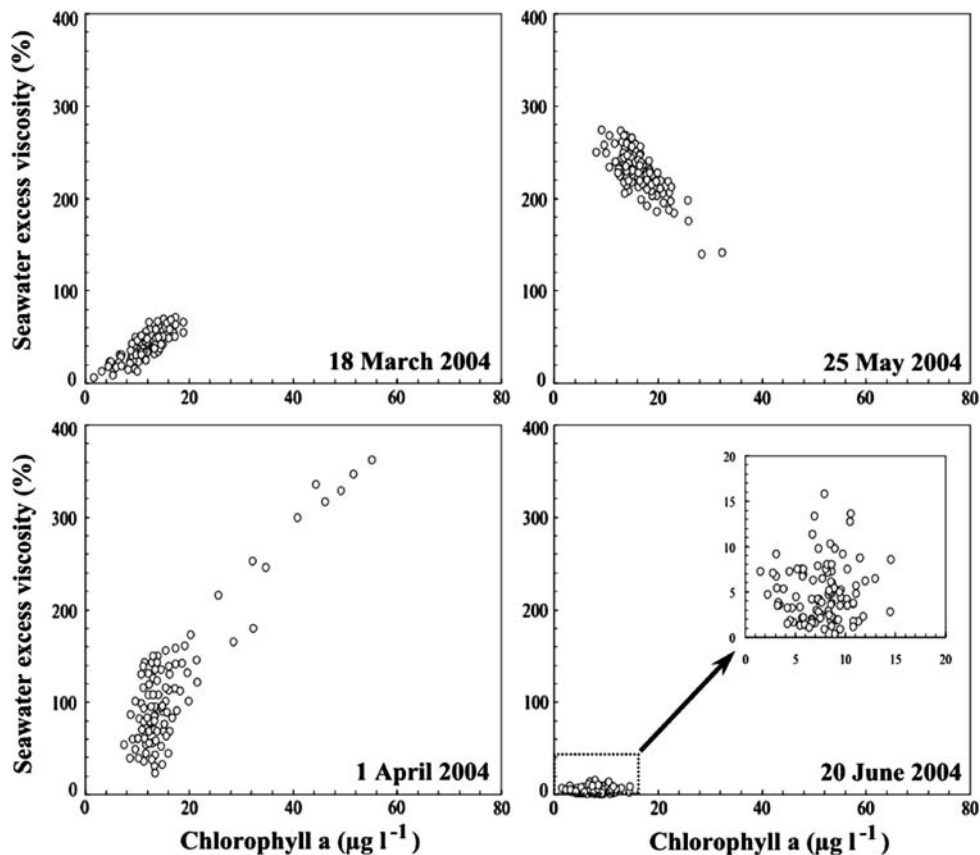 Seawater excess viscosity (%)
400
300
200
100
0
0 20 40 60 80
18 March 2004
400
300
200
100
0
0 20 40 60 80
25 May 2004
Seawater excess viscosity (%)
400
300
200
100
0
0 20 40 60 80
1 April 2004
Chlorophyll a (µg l⁻¹)
400
300
200
100
0
0 20 40 60 80
20
15
10
5
0
0 5 10 15 20
20 June 2004
Chlorophyll a (µg l⁻¹)